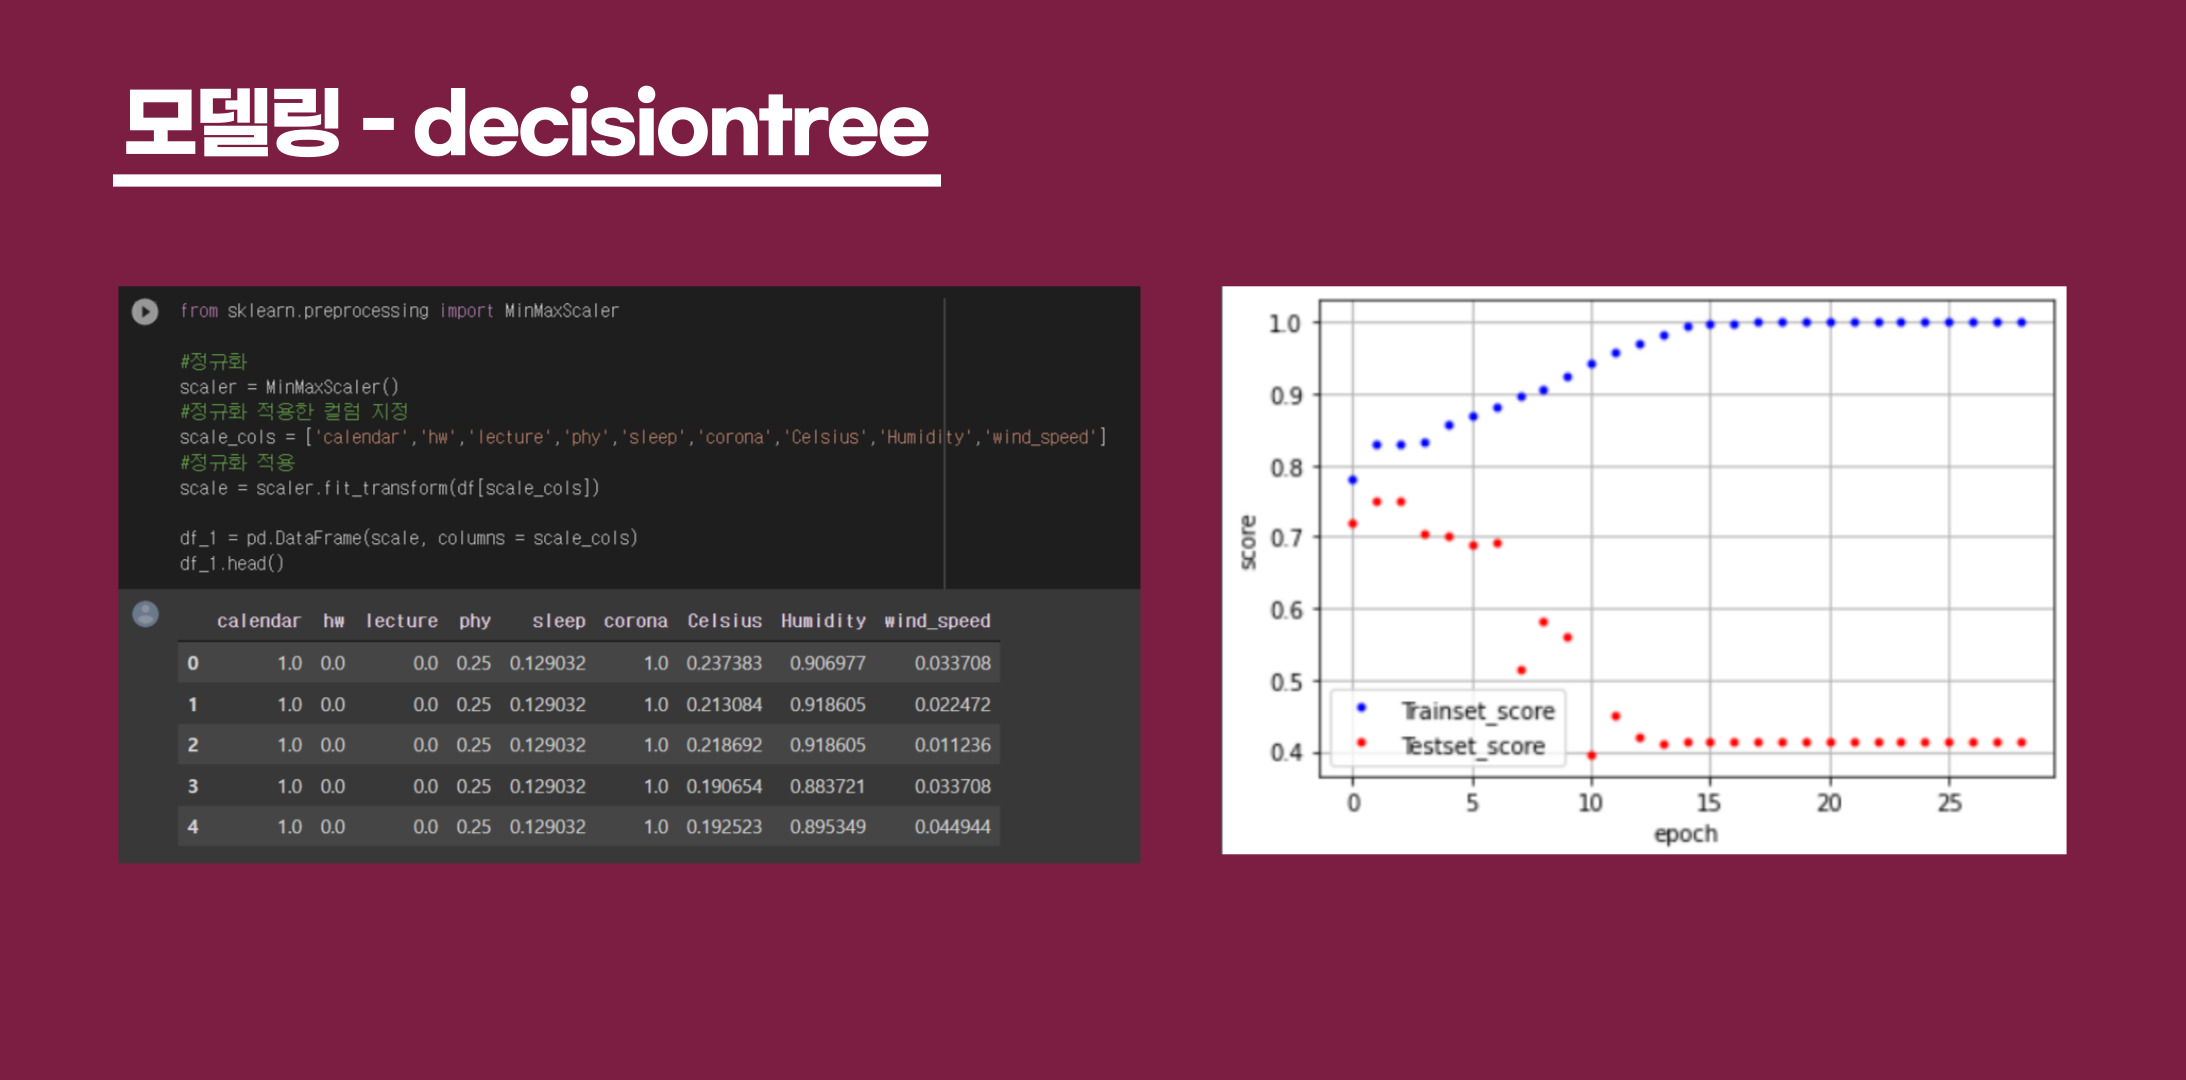 모델링 - decisiontree
from sklearn.preprocessing import MinMaxScaler
#정규화
scaler = MinMaxScaler()
#정규화 적용한 컬럼 지정
scale_cols = ['calendar','hw','lecture','phy','sleep','corona','Celsius','Humidity','wind_speed']
#정규화 적용
scale = scaler.fit_transform(df[scale_cols])
df_1 = pd.DataFrame(scale, columns = scale_cols)
df_1.head()
calendar hw lecture phy sleep corona Celsius Humidity wind_speed
0 1.0 0.0 0.0 0.25 0.129032 1.0 0.237383 0.906977 0.033708
1 1.0 0.0 0.0 0.25 0.129032 1.0 0.213084 0.918605 0.022472
2 1.0 0.0 0.0 0.25 0.129032 1.0 0.218692 0.918605 0.011236
3 1.0 0.0 0.0 0.25 0.129032 1.0 0.190654 0.883721 0.033708
4 1.0 0.0 0.0 0.25 0.129032 1.0 0.192523 0.895349 0.044944
1.0
0.9
0.8
0.7
0.6
0.5
0.4
score
Trainset_score
Testset_score
0 5 10 15 20 25
epoch